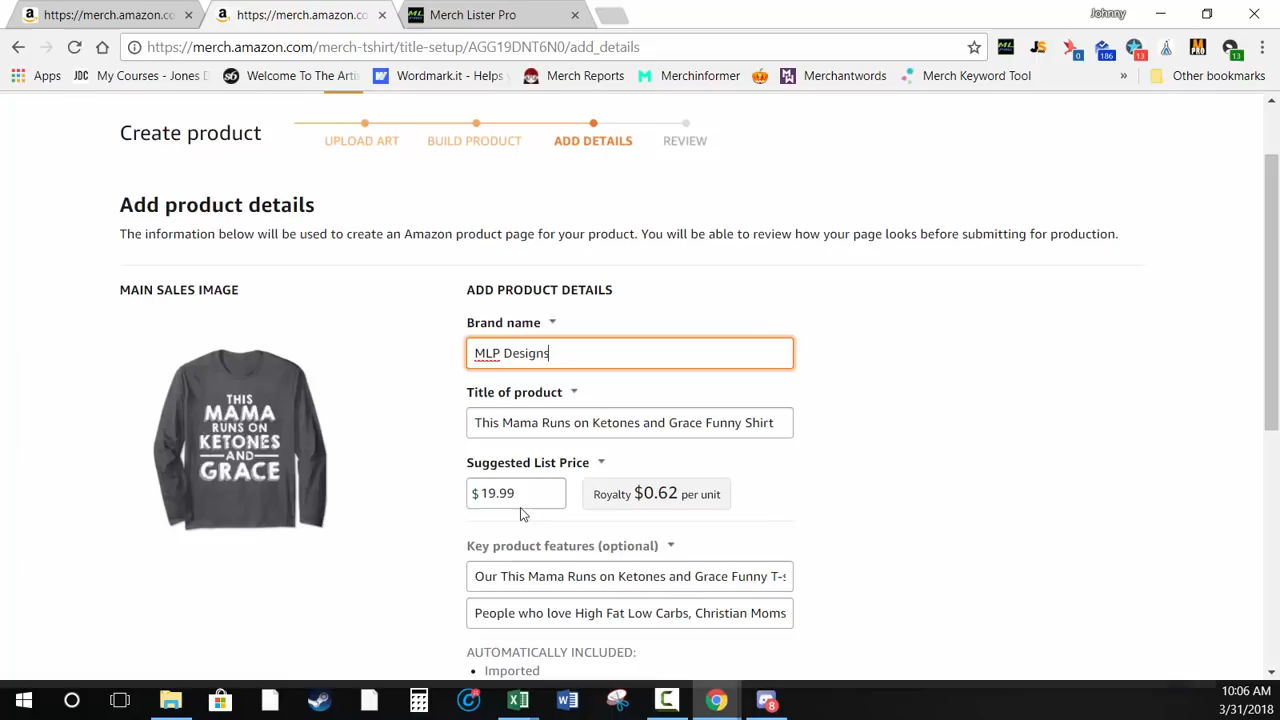 https://merch.amazon.co
https://merch.amazon.co
Merch Lister Pro
Johnny
https://merch.amazon.com/merch-tshirt/title-setup/AGG19DNT6N0/add_details
Apps
JDC My Courses - Jones D
Welcome To The Arti
Wordmarkit - Helps y
Merch Reports
Merchinformer
Merchantwords
Merch Keyword Tool
»
Other bookmarks
Create product
UPLOAD ART
BUILD PRODUCT
ADD DETAILS
REVIEW
Add product details
The information below will be used to create an Amazon product page for your product. You will be able to review how your page looks before submitting for production.
MAIN SALES IMAGE
THIS
MAMA
RUNS ON
KETONES
AND
GRACE
ADD PRODUCT DETAILS
Brand name
MLP Designs
Title of product
This Mama Runs on Ketones and Grace Funny Shirt
Suggested List Price
$ 19.99
Royalty $0.62 per unit
Key product features (optional)
Our This Mama Runs on Ketones and Grace Funny T-s
People who love High Fat Low Carbs, Christian Moms
AUTOMATICALLY INCLUDED:
• Imported
10:06 AM
3/31/2018